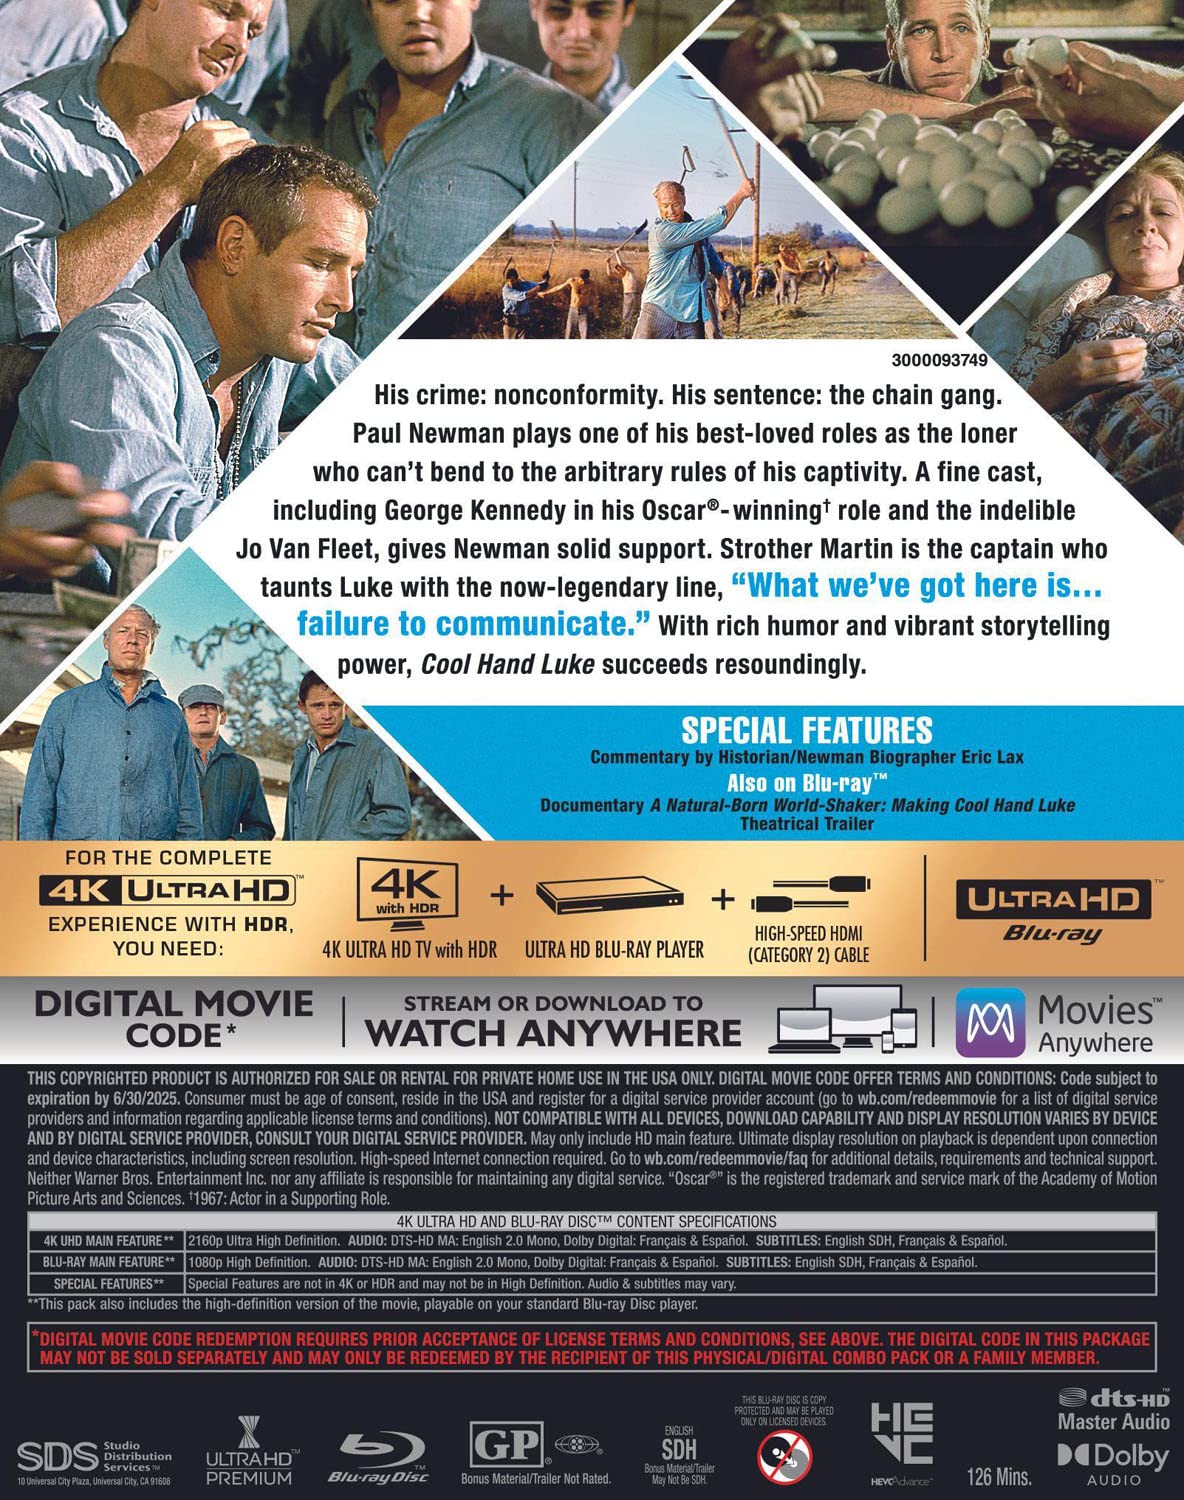 3000093749
His crime: nonconformity. His sentence: the chain gang.
Paul Newman plays one of his best-loved roles as the loner
who can't bend to the arbitrary rules of his captivity. A fine cast,
including George Kennedy in his Oscar®-winning† role and the indelible
Jo Van Fleet, gives Newman solid support. Strother Martin is the captain who
taunts Luke with the now-legendary line, “What we've got here is...
failure to communicate.” With rich humor and vibrant storytelling
power, Cool Hand Luke succeeds resoundingly.
SPECIAL FEATURES
Commentary by Historian/Newman Biographer Eric Lax
Also on Blu-ray™
Documentary A Natural-Born World-Shaker: Making Cool Hand Luke
Theatrical Trailer
FOR THE COMPLETE
4K ULTRA HD™
EXPERIENCE WITH HDR,
YOU NEED:
4K
with HDR
4K ULTRA HD TV with HDR
+
ULTRA HD BLU-RAY PLAYER
+
HIGH-SPEED HDMI
(CATEGORY 2) CABLE
ULTRA HD™
Blu-ray
DIGITAL MOVIE
CODE*
STREAM OR DOWNLOAD TO
WATCH ANYWHERE
Movies™
Anywhere
THIS COPYRIGHTED PRODUCT IS AUTHORIZED FOR SALE OR RENTAL FOR PRIVATE HOME USE IN THE USA ONLY. DIGITAL MOVIE CODE OFFER TERMS AND CONDITIONS: Code subject to
expiration by 6/30/2025. Consumer must be age of consent, reside in the USA and register for a digital service provider account (go to wb.com/redeemmovie for a list of digital service
providers and information regarding applicable license terms and conditions). NOT COMPATIBLE WITH ALL DEVICES, DOWNLOAD CAPABILITY AND DISPLAY RESOLUTION VARIES BY DEVICE
AND BY DIGITAL SERVICE PROVIDER, CONSULT YOUR DIGITAL SERVICE PROVIDER. May only include HD main feature. Ultimate display resolution on playback is dependent upon connection
and device characteristics, including screen resolution. High-speed Internet connection required. Go to wb.com/redeemmovie/faq for additional details, requirements and technical support.
Neither Warner Bros. Entertainment Inc. nor any affiliate is responsible for maintaining any digital service. “Oscar®” is the registered trademark and service mark of the Academy of Motion
Picture Arts and Sciences. †1967: Actor in a Supporting Role.
4K ULTRA HD AND BLU-RAY DISC™ CONTENT SPECIFICATIONS
4K UHD MAIN FEATURE** 2160p Ultra High Definition. AUDIO: DTS-HD MA: English 2.0 Mono, Dolby Digital: Français & Español. SUBTITLES: English SDH, Français & Español.
BLU-RAY MAIN FEATURE** 1080p High Definition. AUDIO: DTS-HD MA: English 2.0 Mono, Dolby Digital: Français & Español. SUBTITLES: English SDH, Français & Español.
SPECIAL FEATURES** Special Features are not in 4K or HDR and may not be in High Definition. Audio & subtitles may vary.
**This pack also includes the high-definition version of the movie, playable on your standard Blu-ray Disc player.
*DIGITAL MOVIE CODE REDEMPTION REQUIRES PRIOR ACCEPTANCE OF LICENSE TERMS AND CONDITIONS, SEE ABOVE. THE DIGITAL CODE IN THIS PACKAGE
MAY NOT BE SOLD SEPARATELY AND MAY ONLY BE REDEEMED BY THE RECIPIENT OF THIS PHYSICAL/DIGITAL COMBO PACK OR A FAMILY MEMBER.
SDS Studio
Distribution
Services™
10 Universal City Plaza, Universal City, CA 91608
ULTRA HD™
PREMIUM
Blu-ray Disc
GP®
Bonus Material/Trailer Not Rated.
ENGLISH
SDH
Bonus Material/Trailer
May Not Be SDH.
THIS BLU-RAY DISC IS COPY
PROTECTED AND MAY BE PLAYED
ONLY ON LICENSED DEVICES.
HEVC
HEVCAdvance™
126 Mins.
dts-HD™
Master Audio
Dolby
AUDIO